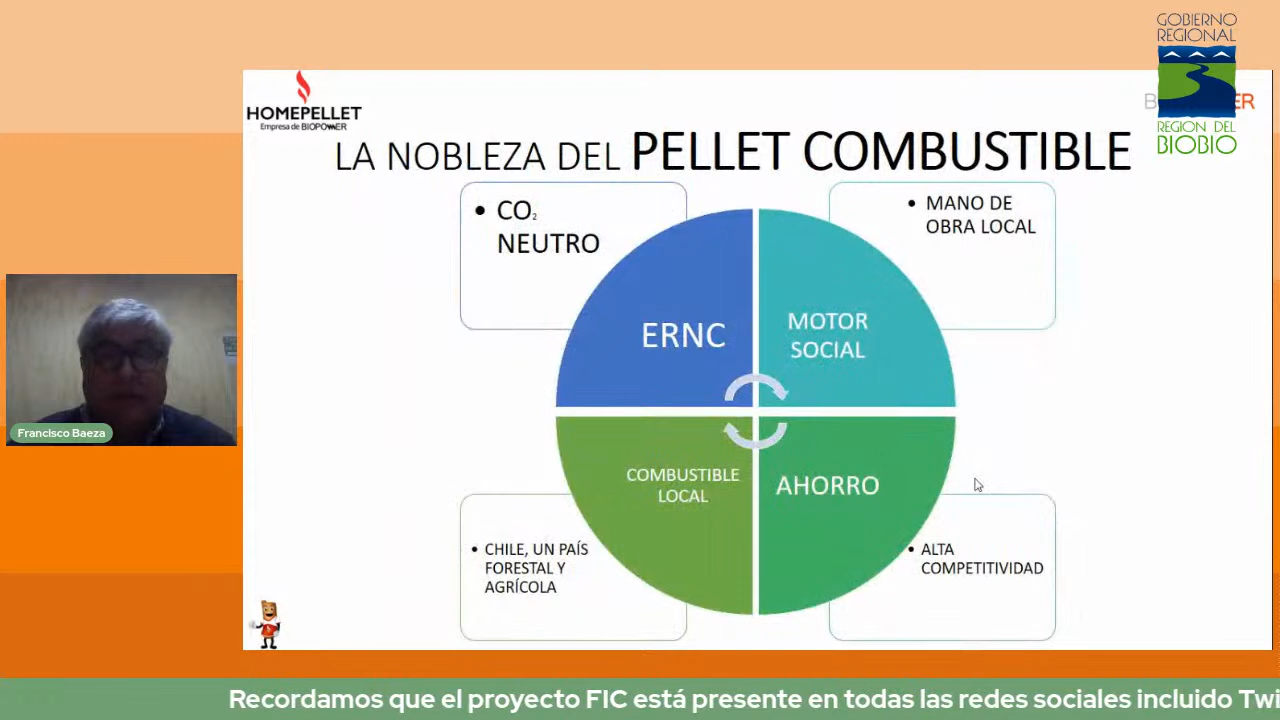 GOBIERNO
REGIONAL
REGION DEL
BIOBIO
HOMEPELLET
Empresa de BIOPOWER
LA NOBLEZA DEL PELLET COMBUSTIBLE
• CO₂
NEUTRO
• MANO DE
OBRA LOCAL
ERNC
MOTOR
SOCIAL
COMBUSTIBLE
LOCAL
AHORRO
• CHILE, UN PAÍS
FORESTAL Y
AGRÍCOLA
• ALTA
COMPETITIVIDAD
Francisco Baeza
Recordamos que el proyecto FIC está presente en todas las redes sociales incluido Twi